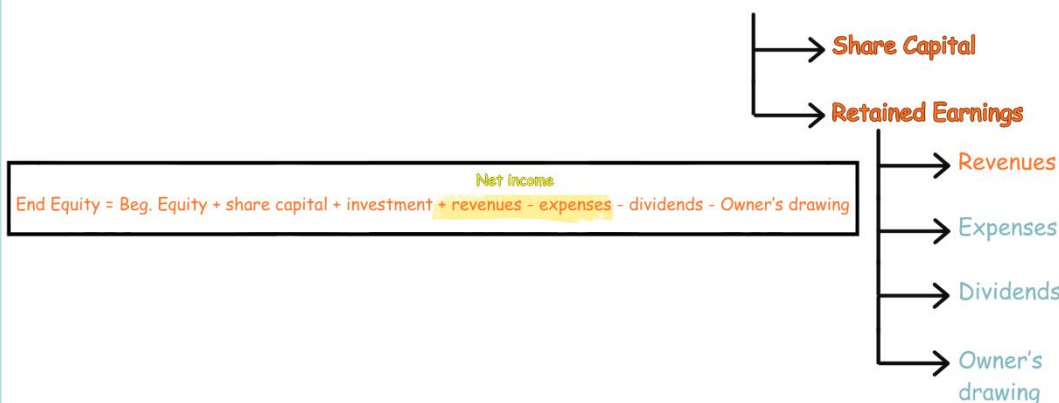 Share Capital
Retained Earnings
Revenues
Net income
End Equity = Beg. Equity + share capital + investment + revenues - expenses - dividends - Owner's drawing
Expenses
Dividends
Owner's
drawing